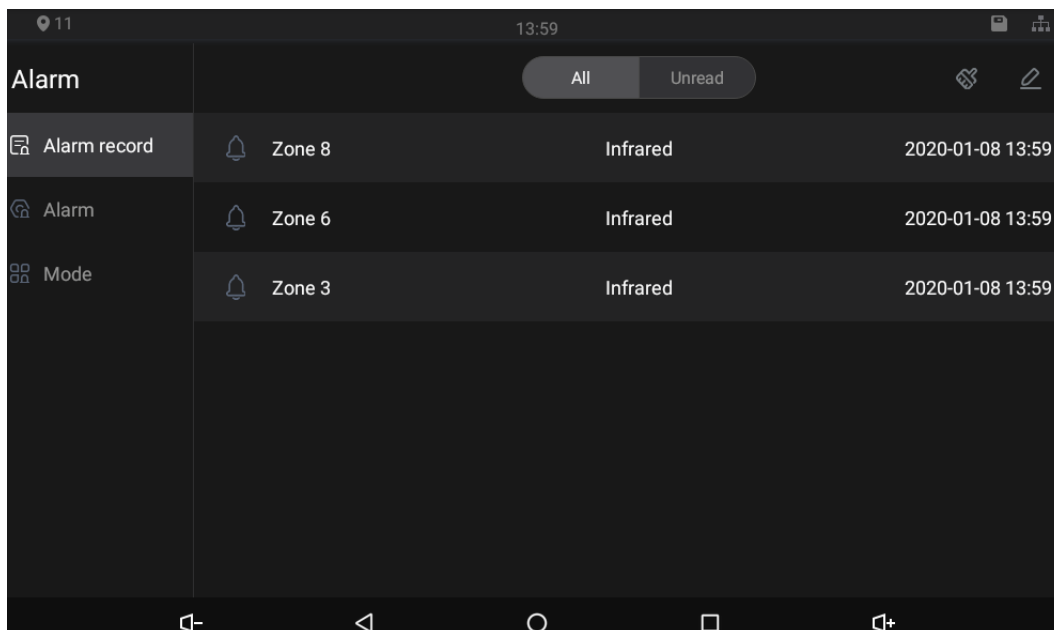 11
13:59
Alarm
All
Unread
Alarm record
Alarm
Mode
Zone 8 Infrared 2020-01-08 13:59
Zone 6 Infrared 2020-01-08 13:59
Zone 3 Infrared 2020-01-08 13:59